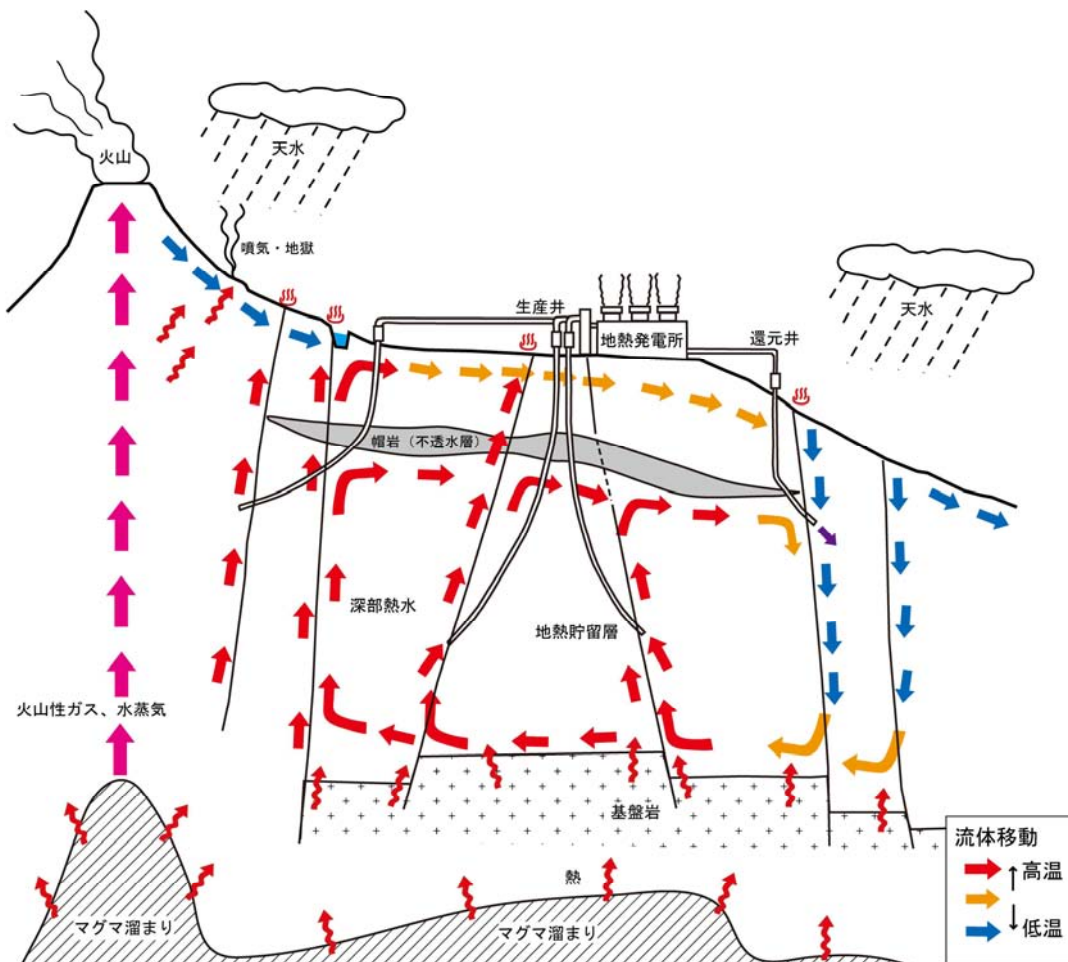 火山
天水
噴気・地獄
生産井
地熱発電所
還元井
天水
帽岩（不透水層）
深部熱水
地熱貯留層
火山性ガス、水蒸気
基盤岩
熱
マグマ溜まり
マグマ溜まり
流体移動
高温
低温